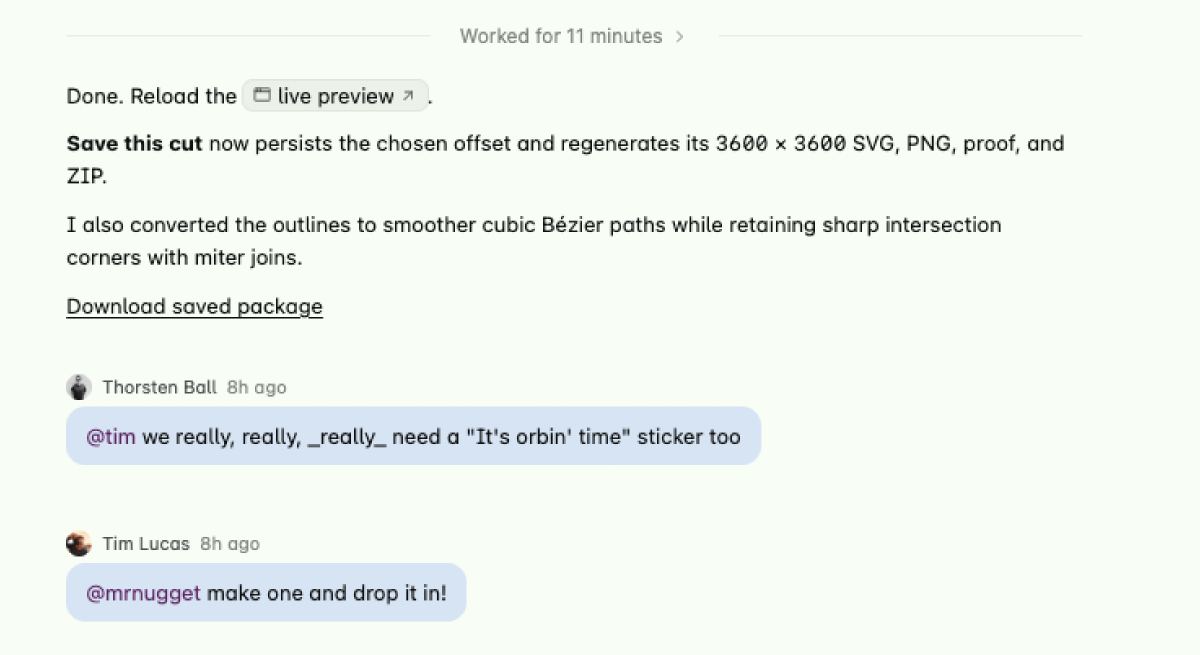 Worked for 11 minutes
Done. Reload the live preview ↗.
Save this cut now persists the chosen offset and regenerates its 3600 × 3600 SVG, PNG, proof, and
ZIP.
I also converted the outlines to smoother cubic Bézier paths while retaining sharp intersection
corners with miter joins.
Download saved package
Thorsten Ball 8h ago
@tim we really, really, _really_ need a "It's orbin' time" sticker too
Tim Lucas 8h ago
@mrnugget make one and drop it in!